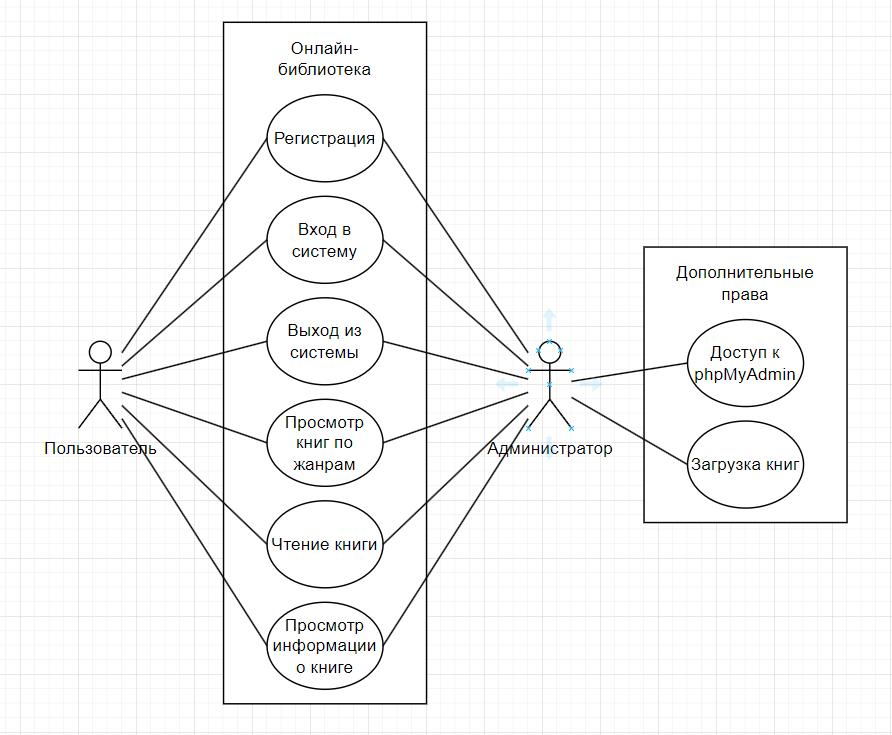 Онлайн-
библиотека
Регистрация
Вход в
систему
Выход из
системы
Просмотр
книг по
жанрам
Чтение книги
Просмотр
информации
о книге
Пользователь
Администратор
Дополнительные
права
Доступ к
phpMyAdmin
Загрузка книг